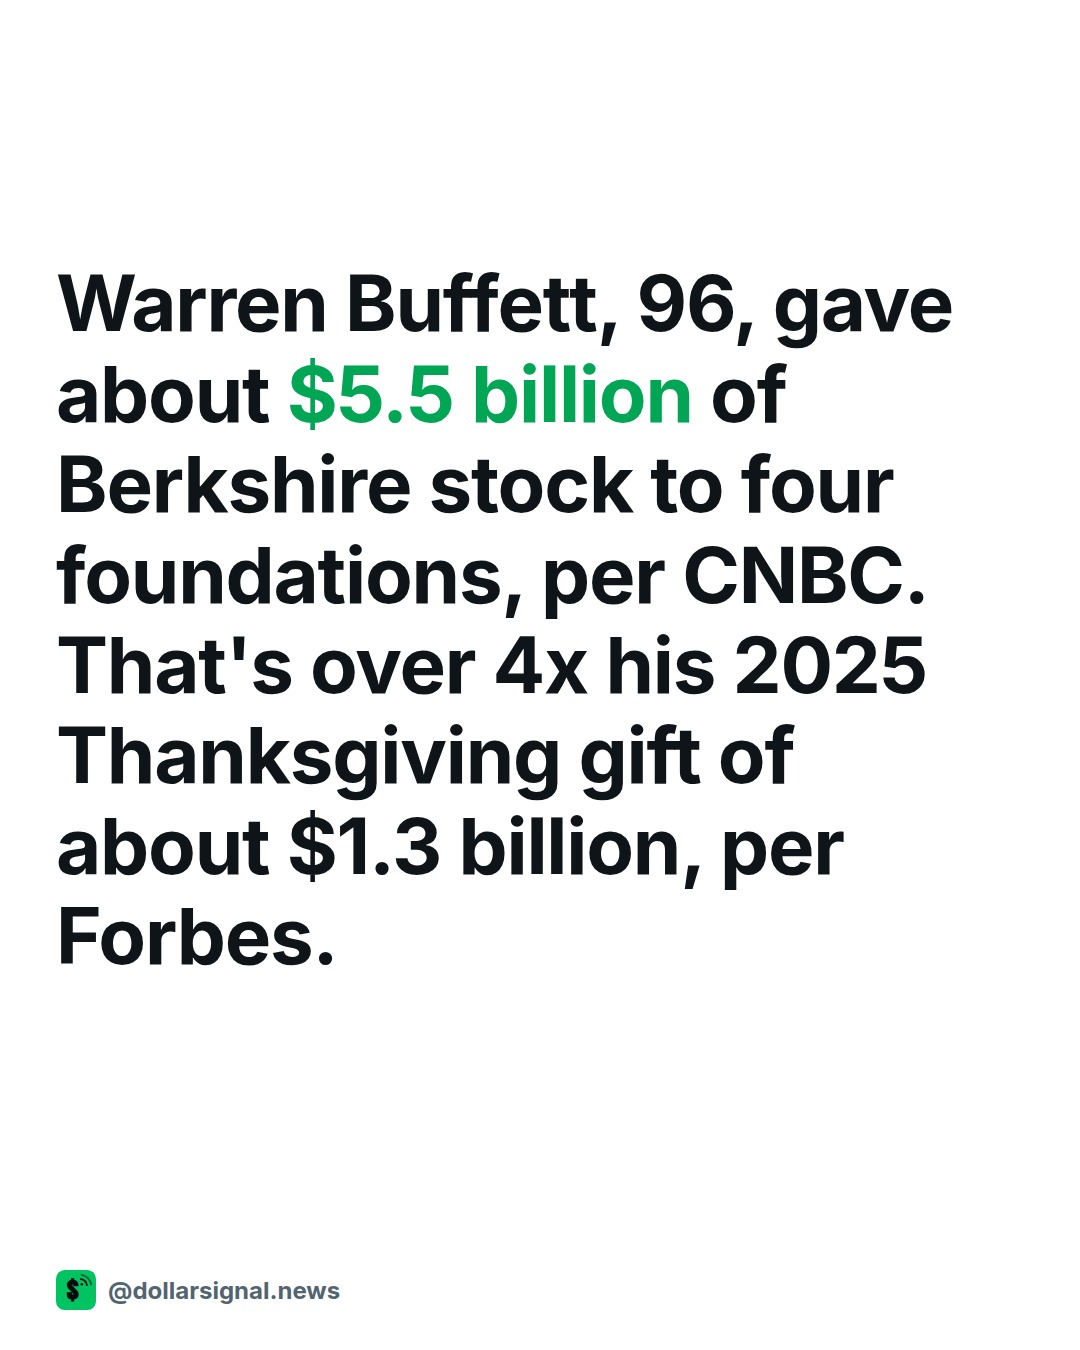 Warren Buffett, 96, gave
about $5.5 billion of
Berkshire stock to four
foundations, per CNBC.
That's over 4x his 2025
Thanksgiving gift of
about $1.3 billion, per
Forbes.
$
@dollarsignal.news